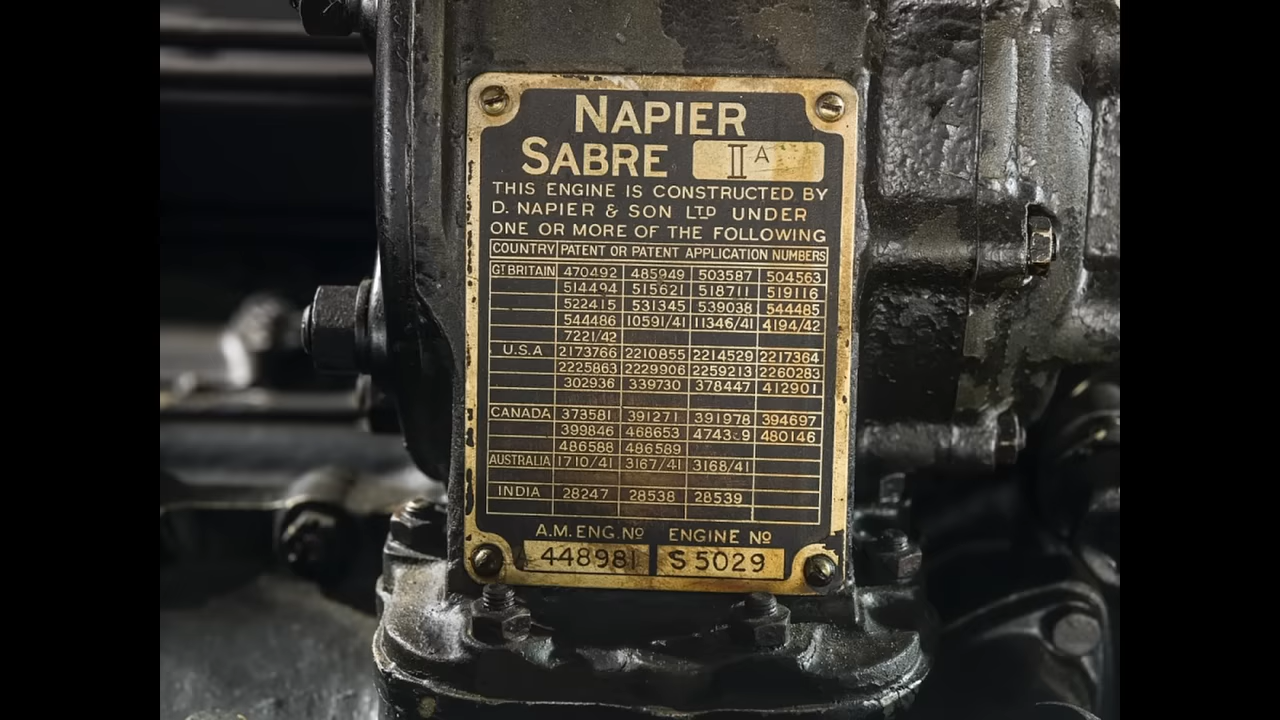 NAPIER
SABRE II A
THIS ENGINE IS CONSTRUCTED BY
D. NAPIER & SON LTD UNDER
ONE OR MORE OF THE FOLLOWING
COUNTRY PATENT OR PATENT APPLICATION NUMBERS
GT BRITAIN 470492 485949 503587 504563
514494 515621 518711 519116
522415 531345 539038 544485
544486 10591/41 11346/41 4194/42
7221/42
U.S.A 2173766 2210855 2214529 2217364
2225863 2229906 2259213 2260283
302936 339730 378447 412901
CANADA 373581 391271 391978 394697
399846 468653 480146
486588 486589
AUSTRALIA 1710/41 3167/41 3168/41
INDIA 28247 28538 28539
A.M. ENG. NO ENGINE NO
448981 S 5029